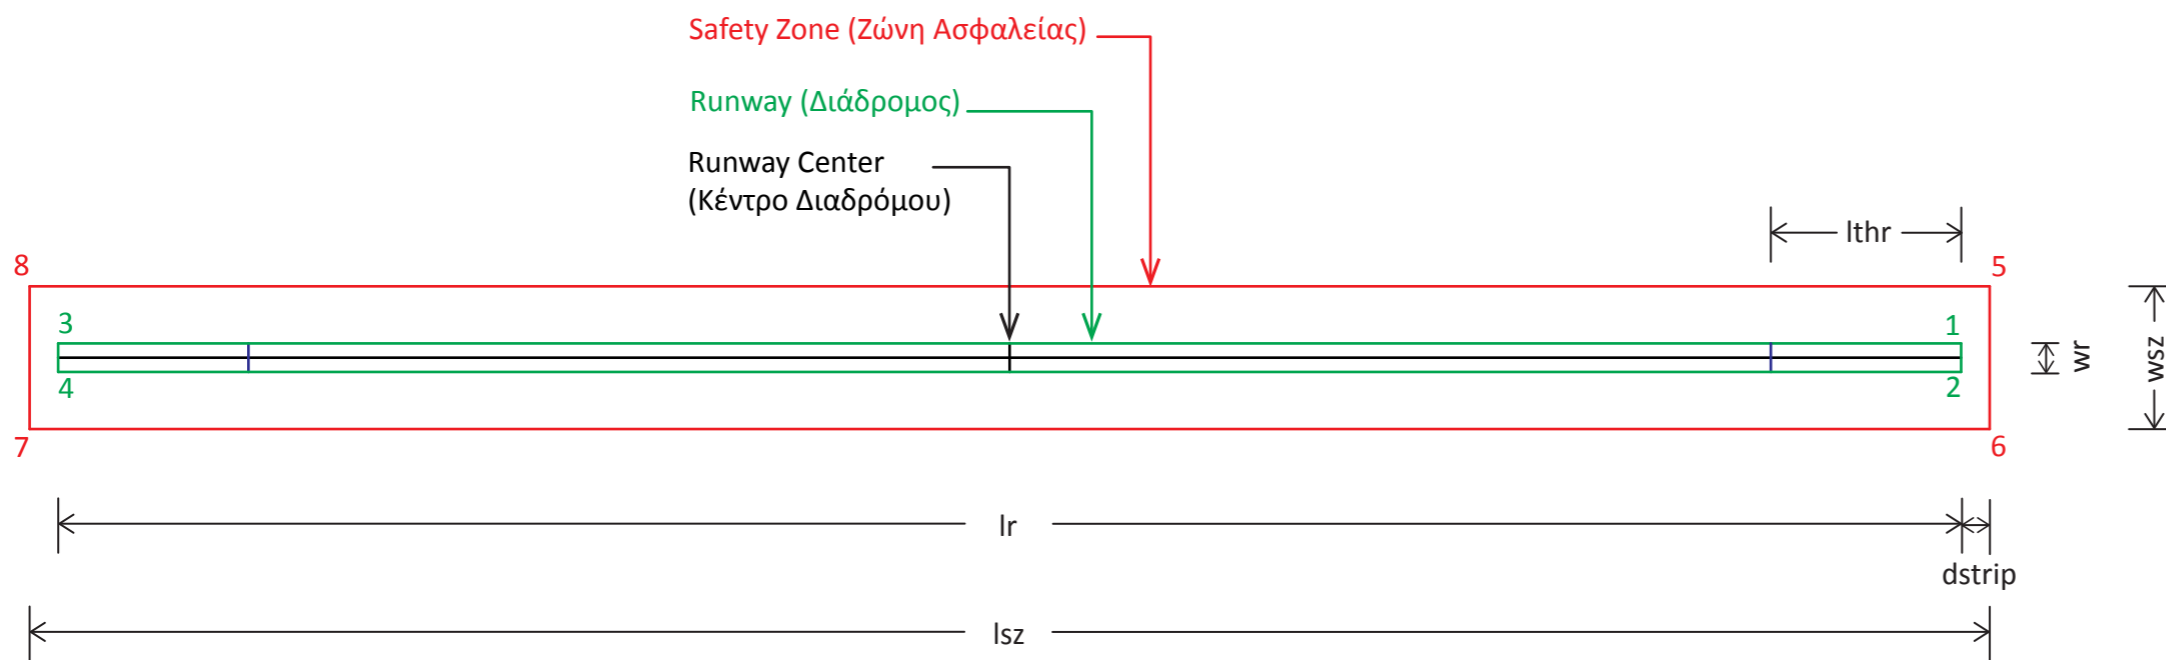 Safety Zone (Ζώνη Ασφαλείας)
Runway (Διάδρομος)
Runway Center
(Κέντρο Διαδρόμου)
lthr
8
5
3
1
wr
wsz
4
2
7
6
lr
dstrip
lsz